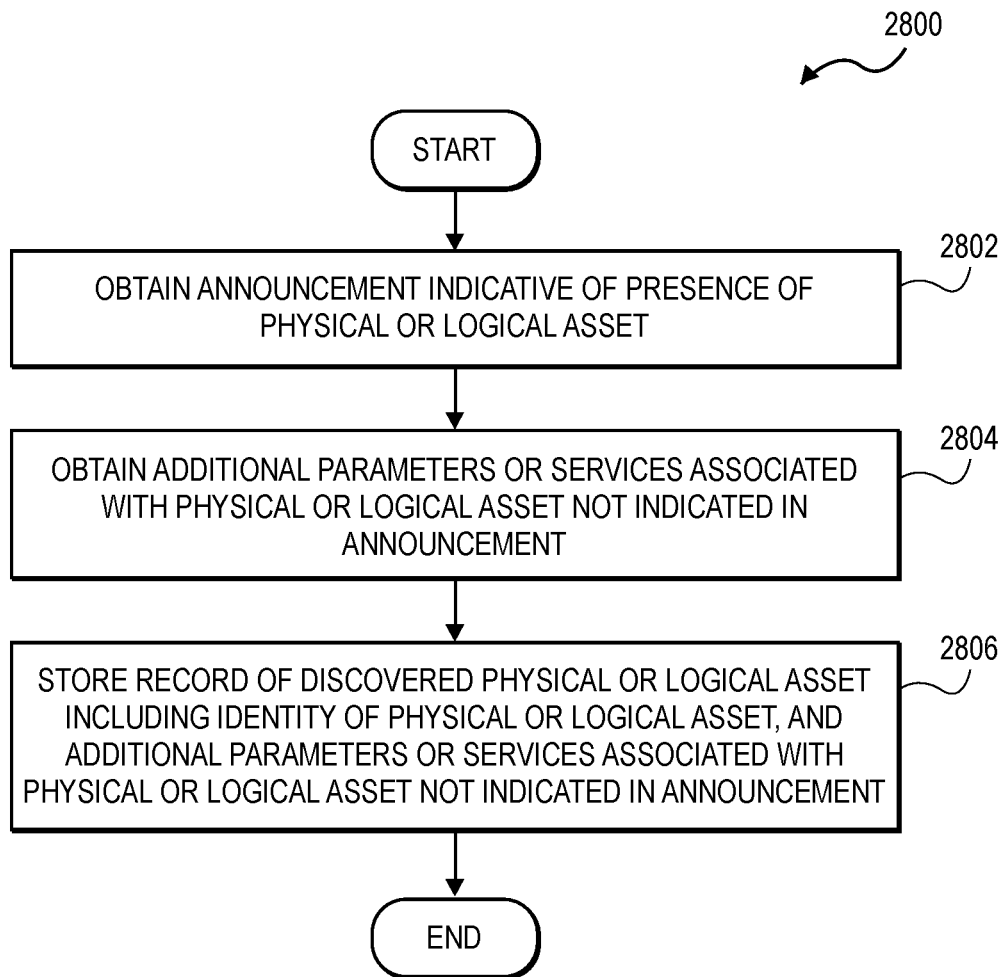 2800
START
2802
OBTAIN ANNOUNCEMENT INDICATIVE OF PRESENCE OF
PHYSICAL OR LOGICAL ASSET
2804
OBTAIN ADDITIONAL PARAMETERS OR SERVICES ASSOCIATED
WITH PHYSICAL OR LOGICAL ASSET NOT INDICATED IN
ANNOUNCEMENT
2806
STORE RECORD OF DISCOVERED PHYSICAL OR LOGICAL ASSET
INCLUDING IDENTITY OF PHYSICAL OR LOGICAL ASSET, AND
ADDITIONAL PARAMETERS OR SERVICES ASSOCIATED WITH
PHYSICAL OR LOGICAL ASSET NOT INDICATED IN ANNOUNCEMENT
END